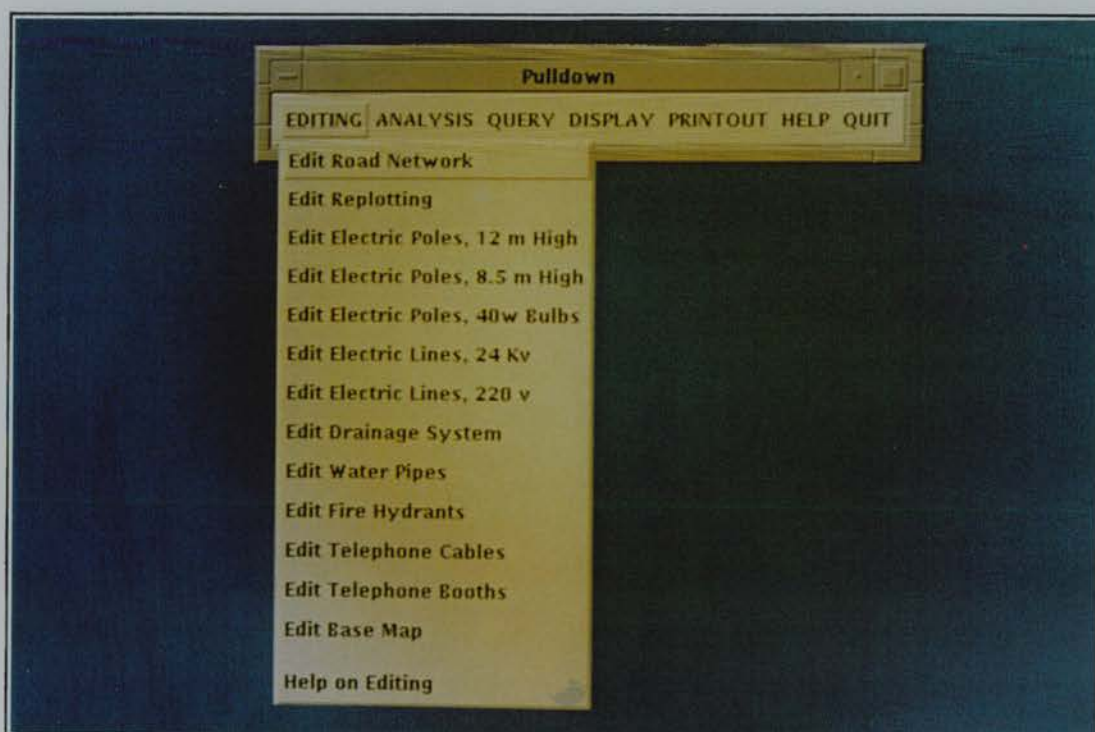 Pulldown
EDITING ANALYSIS QUERY DISPLAY PRINTOUT HELP QUIT
Edit Road Network
Edit Replotting
Edit Electric Poles, 12 m High
Edit Electric Poles, 8.5 m High
Edit Electric Poles, 40w Bulbs
Edit Electric Lines, 24 Kv
Edit Electric Lines, 220 v
Edit Drainage System
Edit Water Pipes
Edit Fire Hydrants
Edit Telephone Cables
Edit Telephone Booths
Edit Base Map
Help on Editing